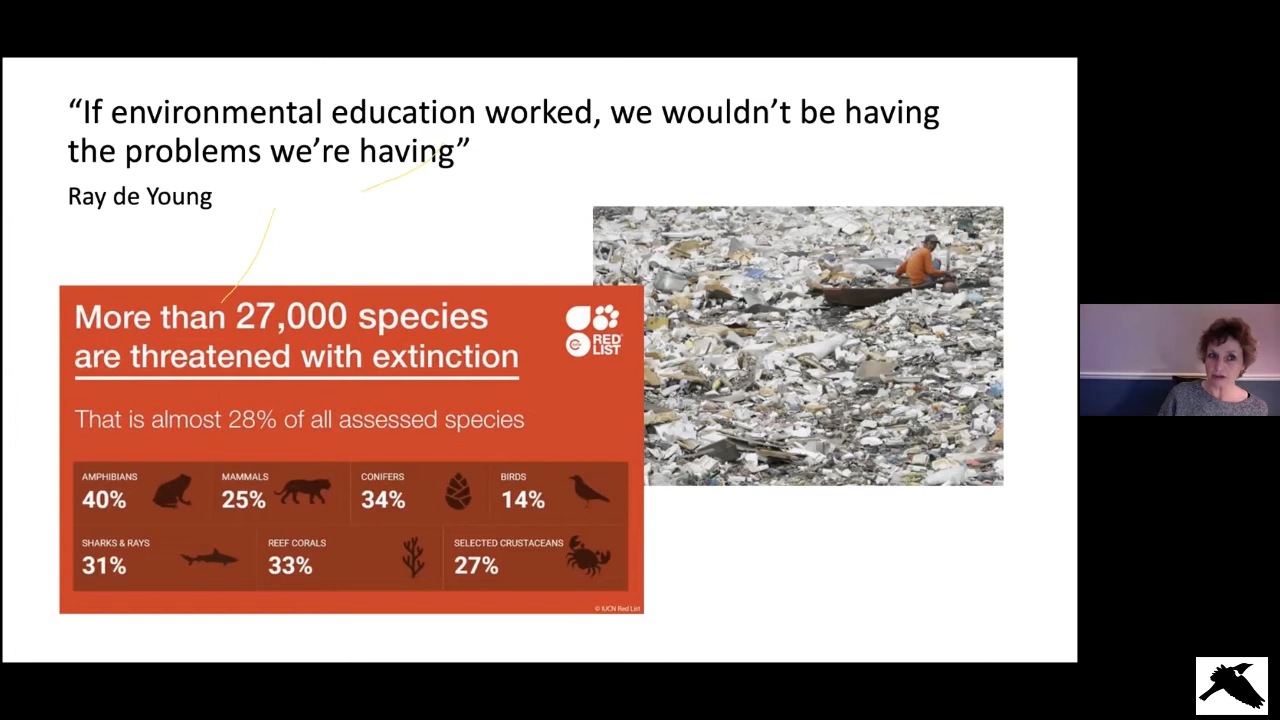 “If environmental education worked, we wouldn’t be having
the problems we’re having”
Ray de Young
More than 27,000 species
are threatened with extinction
RED
LIST
That is almost 28% of all assessed species
AMPHIBIANS
40%
MAMMALS
25%
CONIFERS
34%
BIRDS
14%
SHARKS & RAYS
31%
REEF CORALS
33%
SELECTED CRUSTACEANS
27%
© IUCN Red List